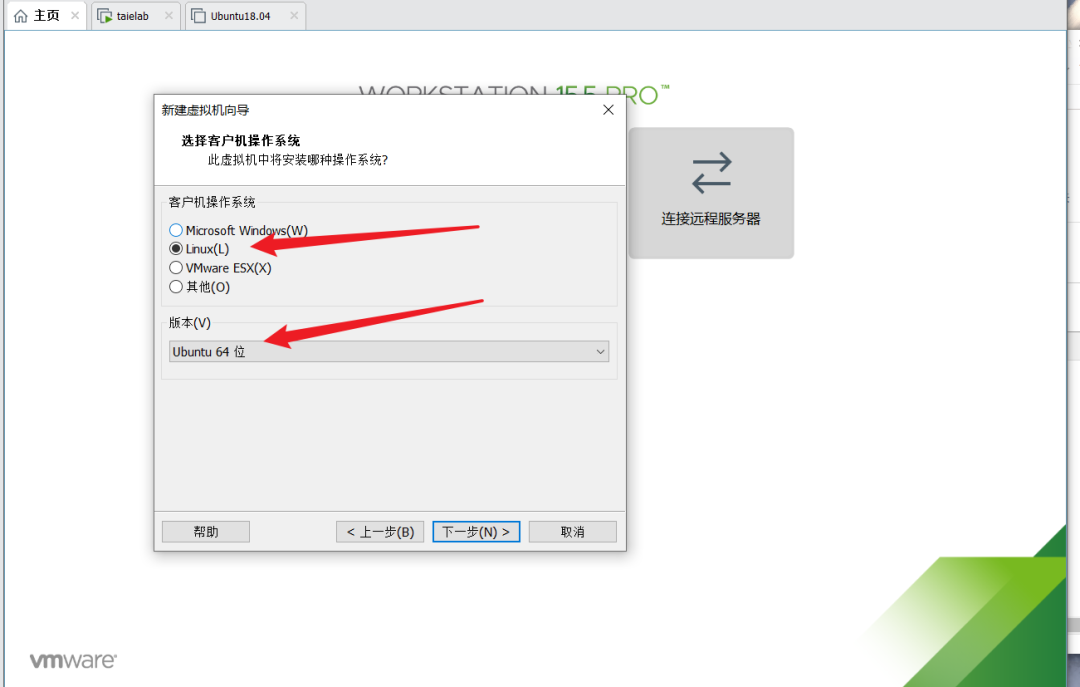 主页
taielab
Ubuntu18.04
WORKSTATION 15.5 PRO™
新建虚拟机向导
选择客户机操作系统
此虚拟机中将安装哪种操作系统?
客户机操作系统
Microsoft Windows(W)
Linux(L)
VMware ESX(X)
其他(O)
版本(V)
Ubuntu 64 位
帮助
< 上一步(B)
下一步(N) >
取消
连接远程服务器
vmware